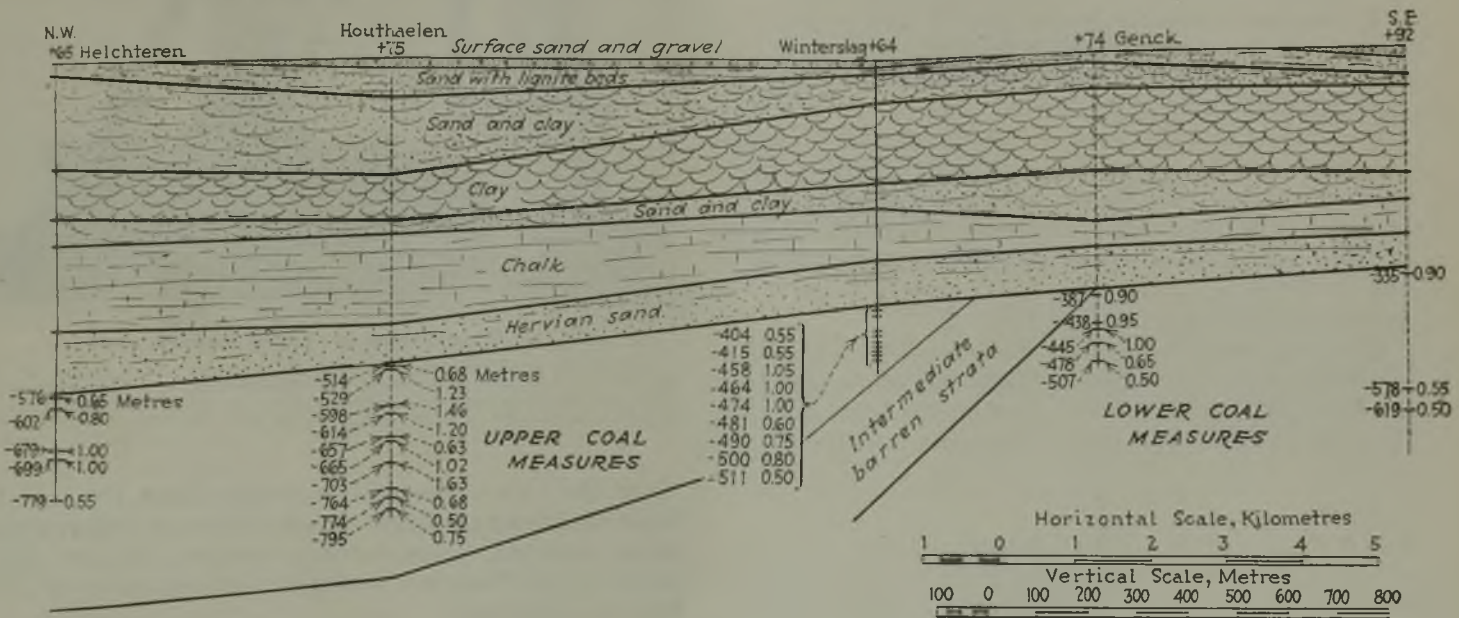 N.W.
+65 Helchteren
Houthaelen
+75
Surface sand and gravel
Winterslag +64
+74 Genck
S.E
+92
Sand with lignite beds
Sand and clay
Clay
Sand and clay
Chalk
Hervian sand
-576 0.65 Metres
-602 0.80
-679 1.00
-699 1.00
-779 0.55
-514 0.68 Metres
-529 1.23
-598 1.46
-614 1.20
-657 0.63
-665 1.02
-703 1.63
-764 0.68
-774 0.50
-795 0.75
UPPER COAL
MEASURES
-404 0.55
-415 0.55
-458 1.05
-464 1.00
-474 1.00
-481 0.60
-490 0.75
-500 0.80
-511 0.50
Intermediate
barren strata
-387 0.90
-438 0.95
-445 1.00
-478 0.65
-507 0.50
LOWER COAL
MEASURES
-335 0.90
-578 0.55
-619 0.50
Horizontal Scale, Kilometres
1 0 1 2 3 4 5
Vertical Scale, Metres
100 0 100 200 300 400 500 600 700 800